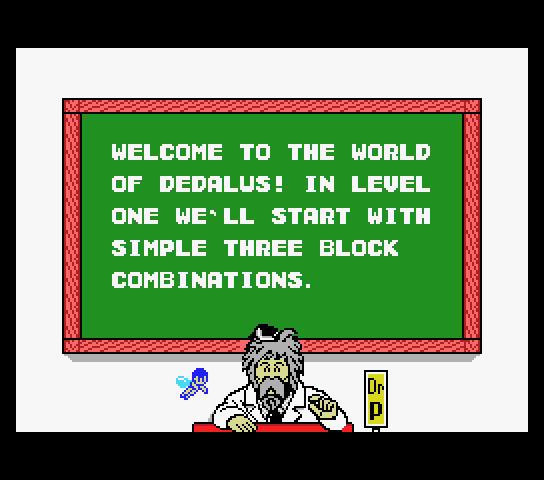 WELCOME TO THE WORLD
OF DEDALUS! IN LEVEL
ONE WE`LL START WITH
SIMPLE THREE BLOCK
COMBINATIONS.
Dr
P